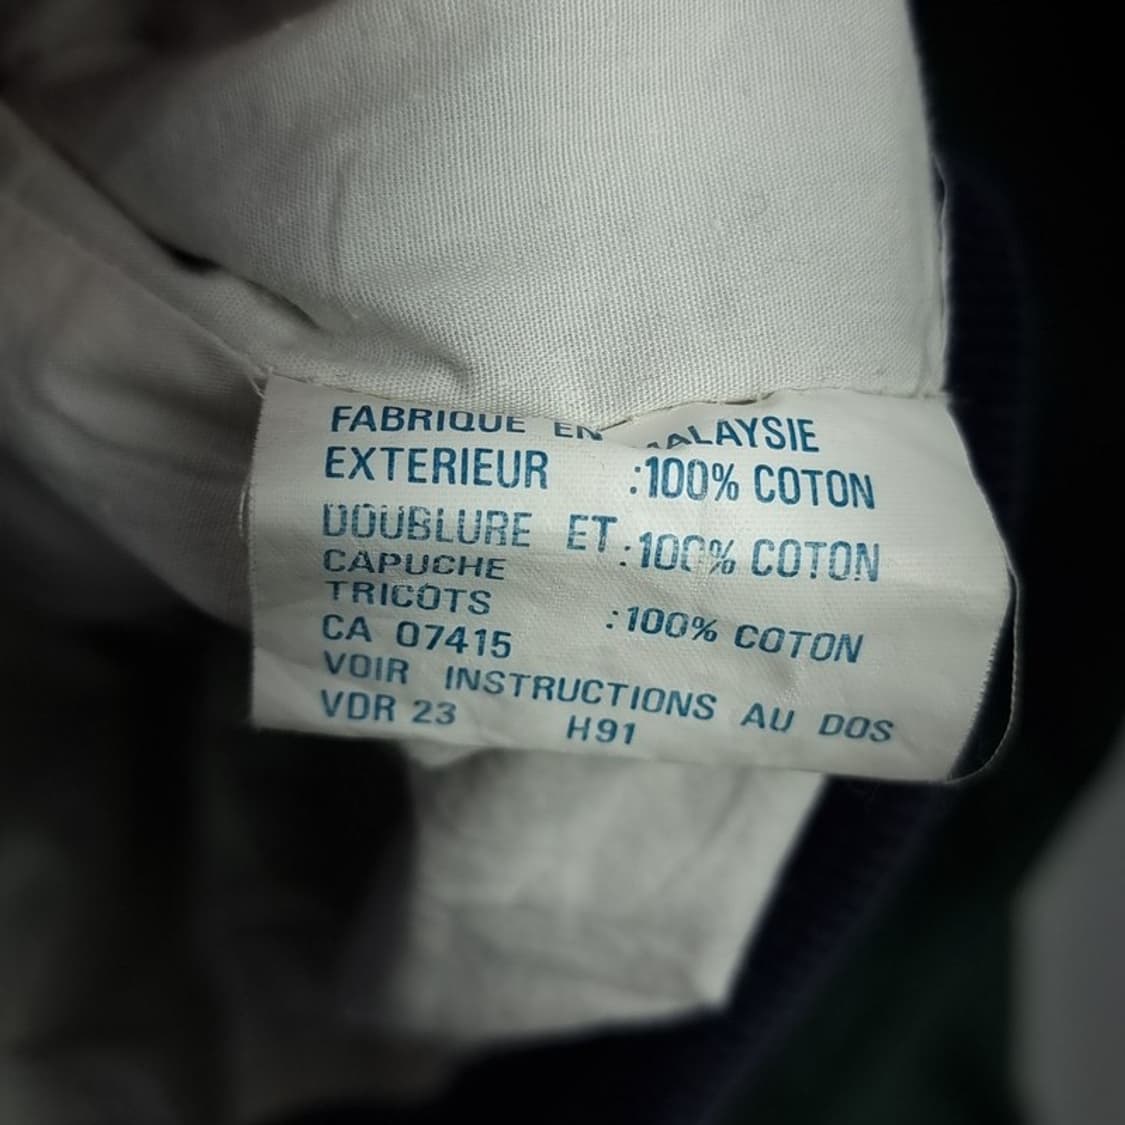 FABRIQUE EN MALAYSIE
EXTERIEUR :100% COTON
DOUBLURE ET :100% COTON
CAPUCHE
TRICOTS :100% COTON
CA 07415
VOIR INSTRUCTIONS AU DOS
VDR 23 H91